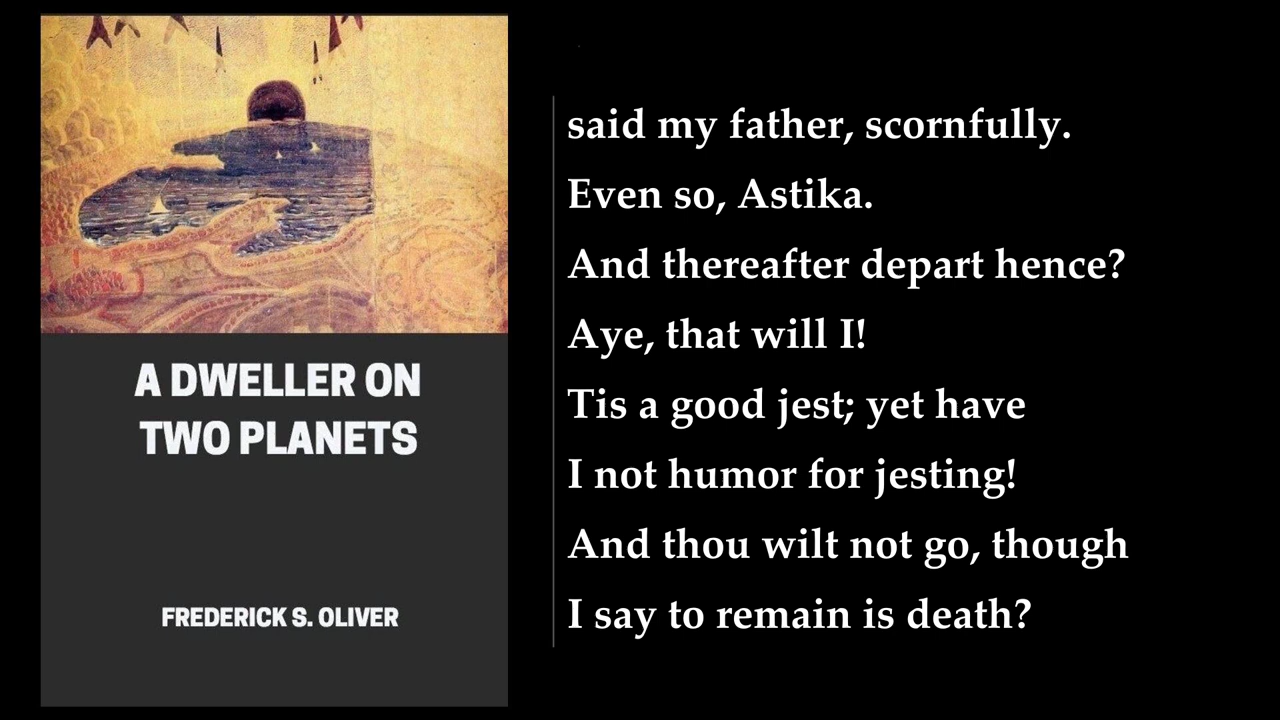 A DWELLER ON
TWO PLANETS
FREDERICK S. OLIVER
said my father, scornfully.
Even so, Astika.
And thereafter depart hence?
Aye, that will I!
Tis a good jest; yet have
I not humor for jesting!
And thou wilt not go, though
I say to remain is death?